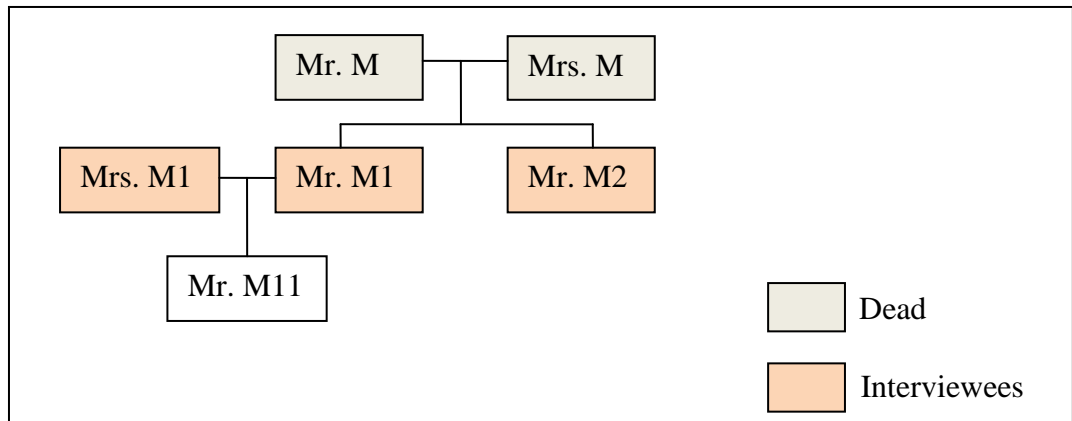 Mr. M
Mrs. M
Mrs. M1
Mr. M1
Mr. M2
Mr. M11
Dead
Interviewees